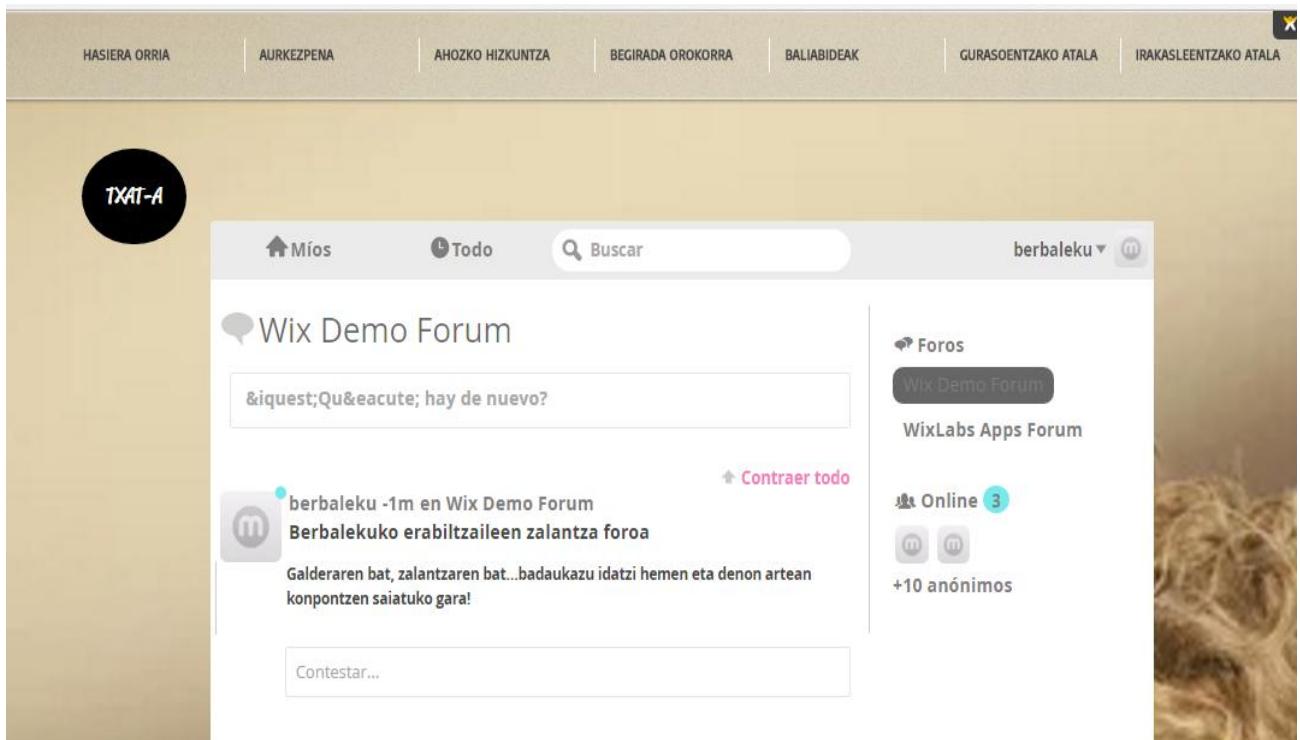 HASIERA ORRIA AURKEZPENA AHOZKO HIZKUNTZA BEGIRADA OROKORRA BALIABIDEAK GURASOENTZAKO ATALA IRAKASLEENTZAKO ATALA
TXAT-A
Míos Todo Buscar berbaleku
Wix Demo Forum
&iquest;Qu&eacute; hay de nuevo?
Contraer todo
berbaleku -1m en Wix Demo Forum
Berbalekuko erabiltzaileen zalantza foroa
Galderaren bat, zalantzaren bat...badaukazu idatzi hemen eta denon artean
konpontzen saiatuko gara!
Contestar...
Foros
Wix Demo Forum
WixLabs Apps Forum
Online 3
+10 anónimos